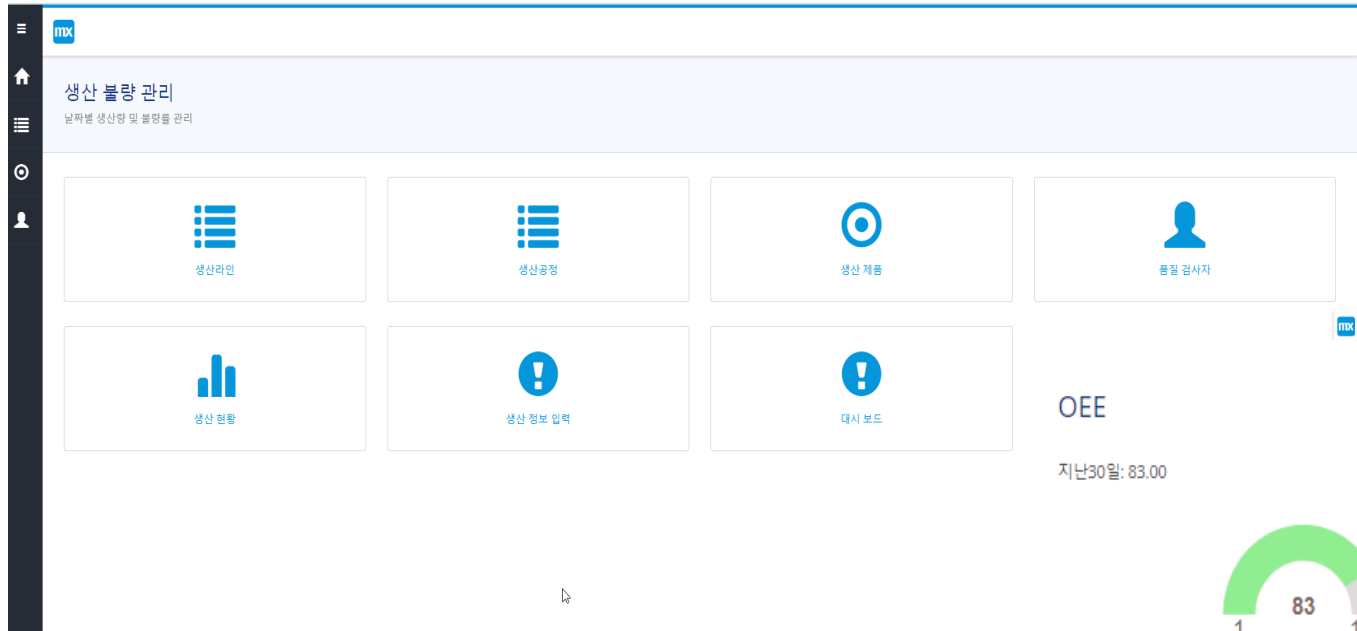 mx
생산 불량 관리
날짜별 생산량 및 불량률 관리
생산라인
생산공정
생산 제품
품질 검사자
mx
생산 현황
생산 정보 입력
대시 보드
OEE
지난30일: 83.00
83
1
1